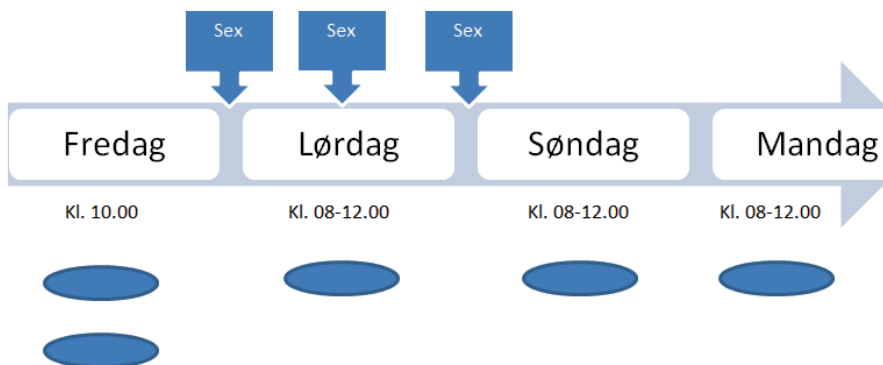 Sex
Sex
Sex
Fredag
Lørdag
Søndag
Mandag
Kl. 10.00
Kl. 08-12.00
Kl. 08-12.00
Kl. 08-12.00